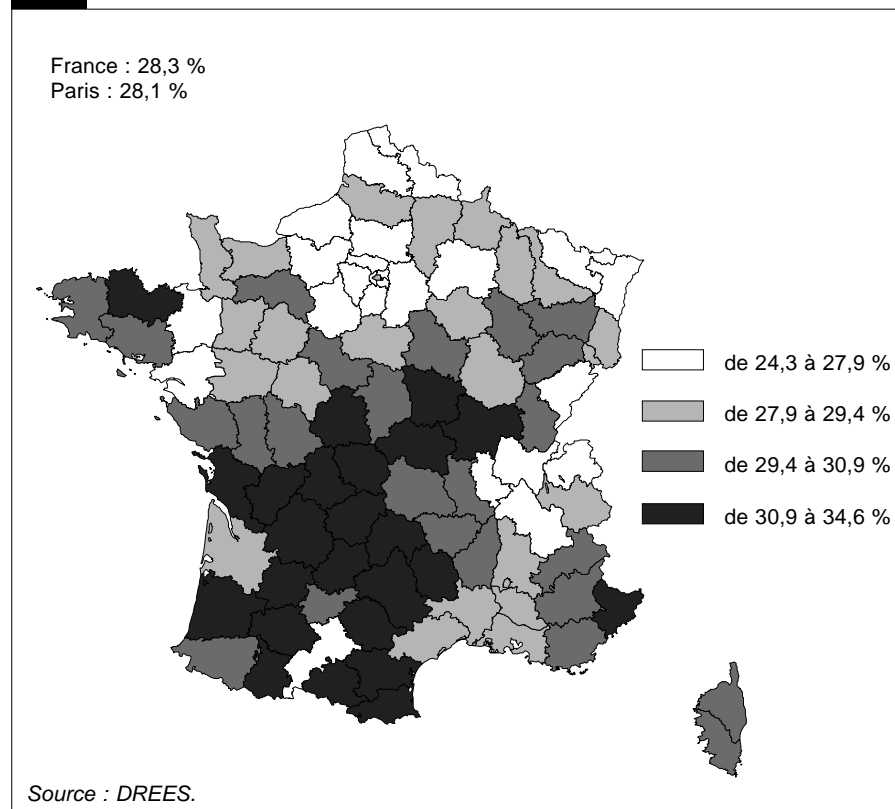 France : 28,3 %
Paris : 28,1 %
de 24,3 à 27,9 %
de 27,9 à 29,4 %
de 29,4 à 30,9 %
de 30,9 à 34,6 %
Source : DREES.